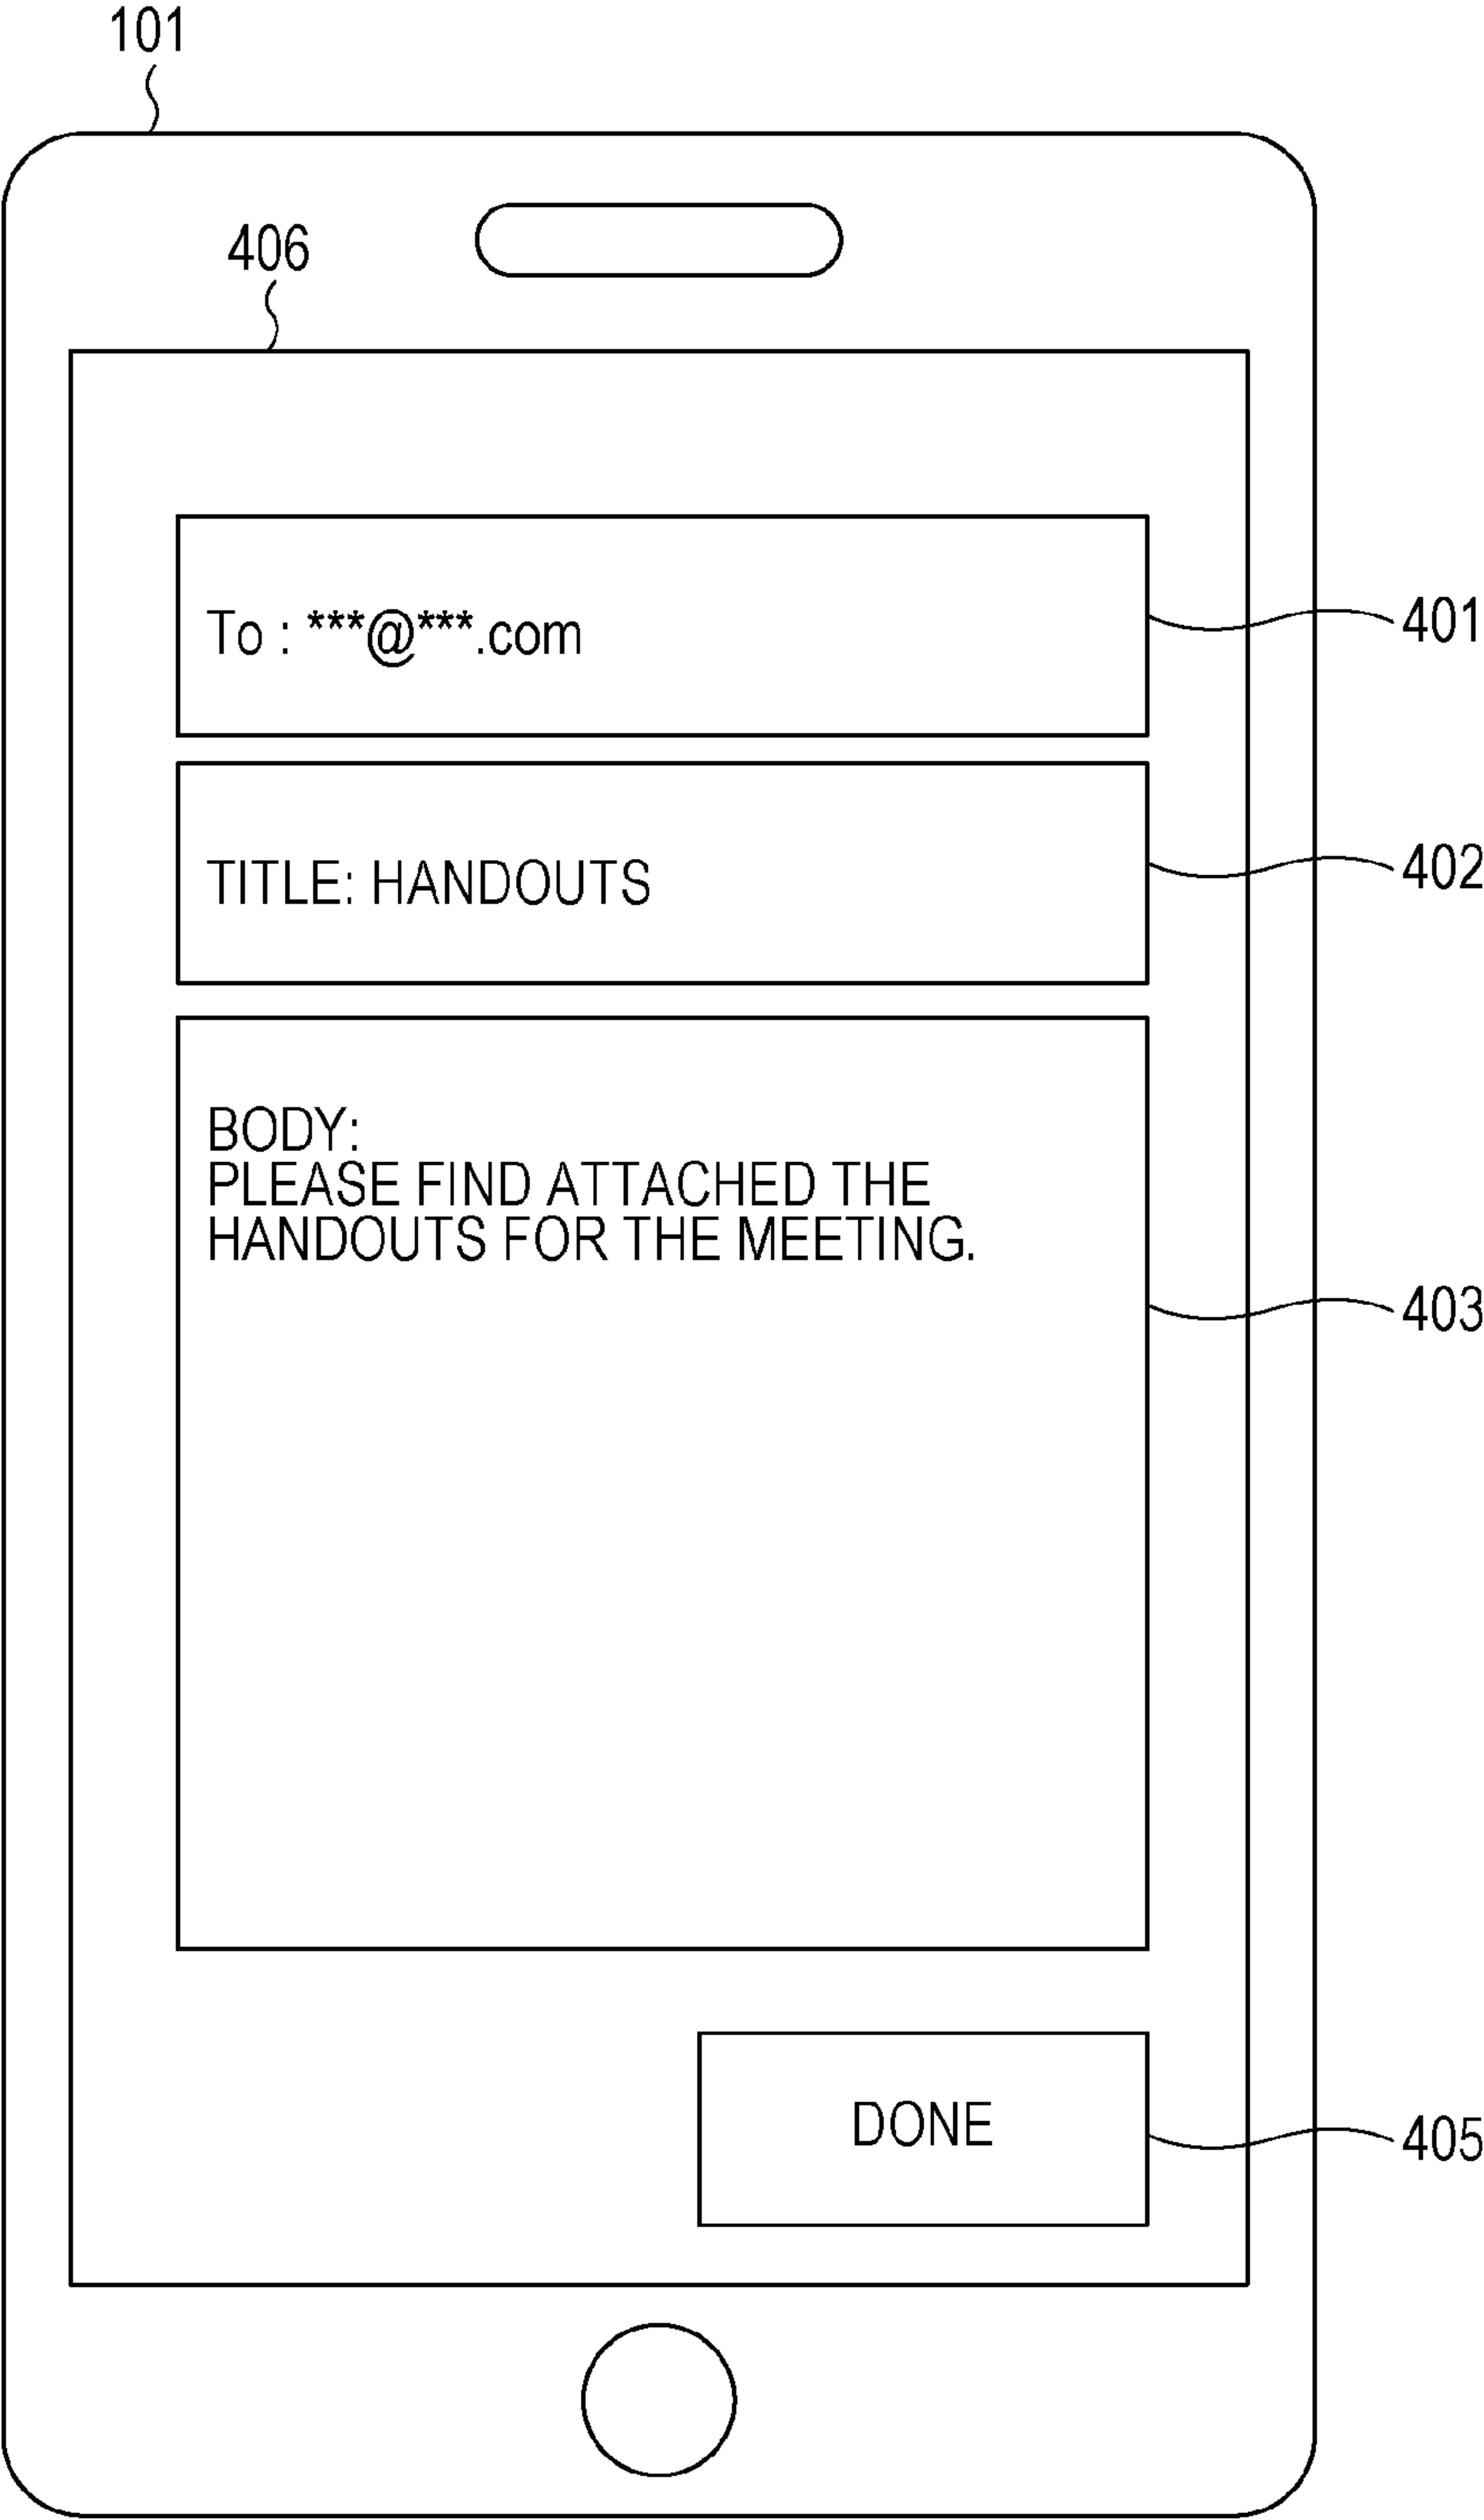 101
406
To : ***@***.com
401
TITLE: HANDOUTS
402
BODY:
PLEASE FIND ATTACHED THE
HANDOUTS FOR THE MEETING.
403
DONE
405